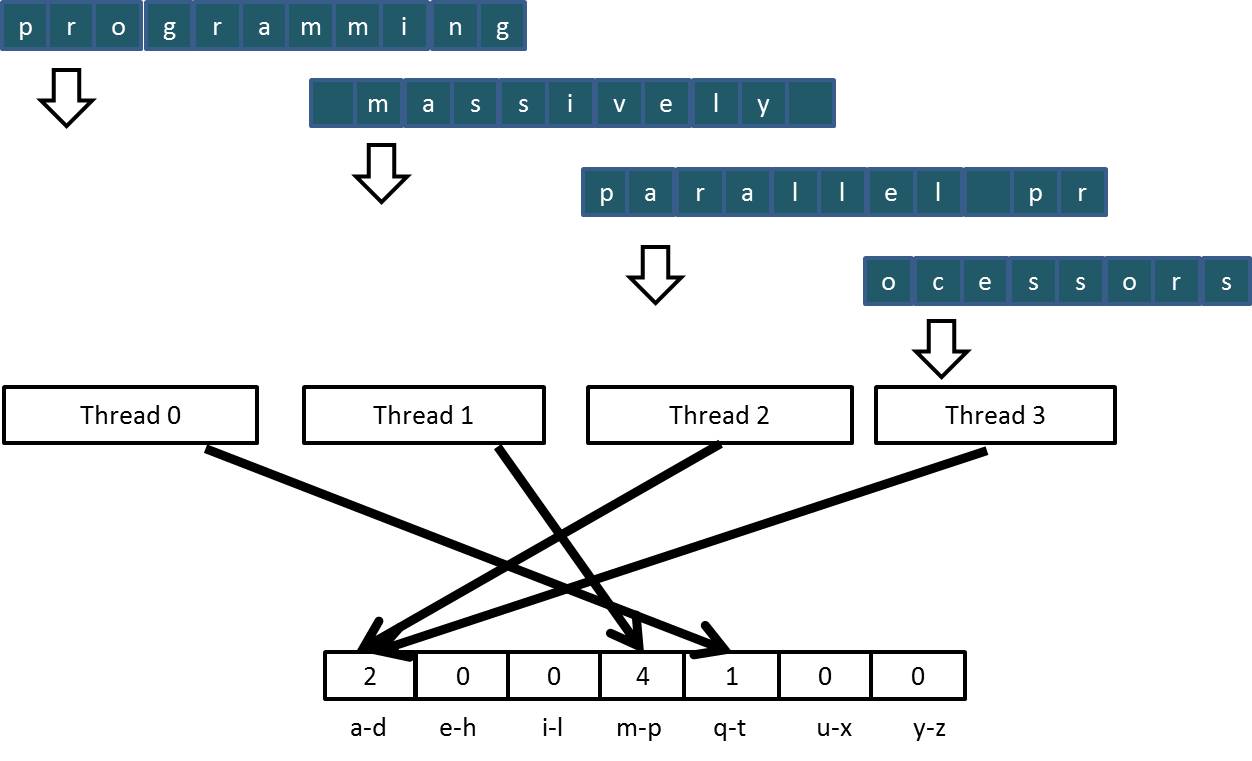 p r o g r a m m i n g
m a s s i v e l y
p a r a l l e l p r
o c e s s o r s
Thread 0 Thread 1 Thread 2 Thread 3
2 0 0 4 1 0 0
a-d e-h i-l m-p q-t u-x y-z